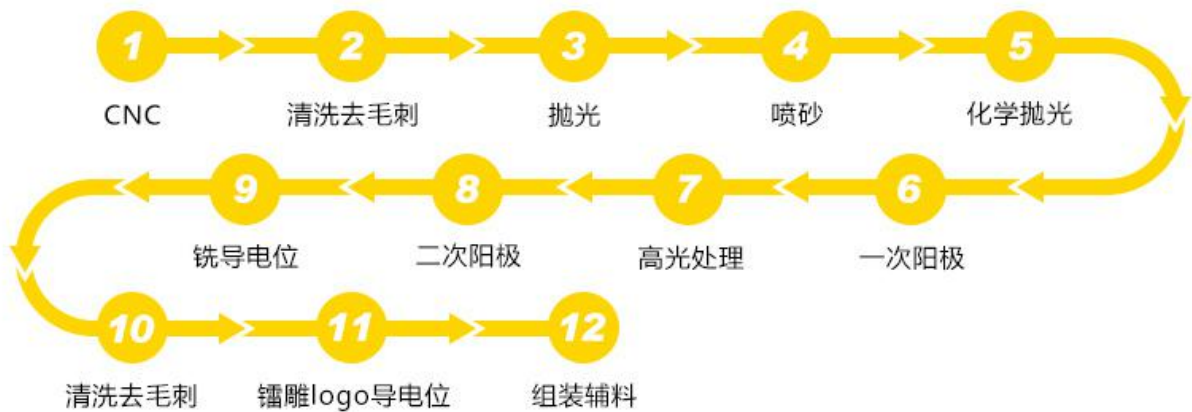 1
2
3
4
5
CNC
清洗去毛刺
抛光
喷砂
化学抛光
9
8
7
6
铣导电位
二次阳极
高光处理
一次阳极
10
11
12
清洗去毛刺
镭雕logo导电位
组装辅料